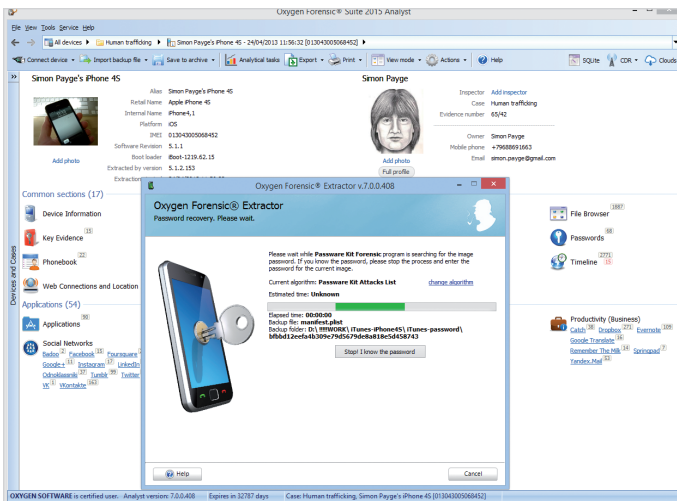 Oxygen Forensic® Suite 2015 Analyst
File View Tools Service Help
All devices Human trafficking Simon Payge's iPhone 4S - 24/04/2013 11:56:32 [013043005068452]
Connect device Import backup file Save to archive Analytical tasks Export Print View mode Actions Help SQLite CDR Clouds
Simon Payge's iPhone 4S
Simon Payge
Alias Simon Payge's iPhone 4S
Retail Name Apple iPhone 4S
Internal Name iPhone4,1
Platform iOS
IMEI 013043005068452
Software Revision 5.1.1
Boot loader iBoot-1219.62.15
Extracted by version 5.1.2.153
Add photo
Inspector Add inspector
Case Human trafficking
Evidence number 65/42
Owner Simon Payge
Mobile phone +79688691663
Email simon.payge@gmail.com
Add photo
Full profile
Devices and Cases
Common sections (17)
Device Information
Key Evidence 15
Phonebook 22
Web Connections and Location
File Browser 1887
Passwords 68
Timeline 2771 15
Applications (54)
Applications 90
Social Networks
Badoo 2 Facebook 15 Foursquare
Google+ 11 Instagram 17 LinkedIn
Odnoklassniki 37 Tumblr 99 Twitter
VK 1 VKontakte 163
Productivity (Business)
Catch 38 Dropbox 271 Evernote 109
Google Translate 16
Remember The Milk 14 Springpad 7
Yandex.Mail 53
Oxygen Forensic® Extractor v.7.0.0.408
Oxygen Forensic® Extractor
Password recovery. Please wait.
Please wait while Passware Kit Forensic program is searching for the image
password. If you know the password, please stop the process and enter the
password for the current image.
Current algorithm: Passware Kit Attacks List change algorithm
Estimated time: Unknown
Elapsed time: 00:00:00
Backup file: manifest.plist
Backup folder: D:\ !!!!WORK\ iTunes-iPhone4S\ iTunes-password\
bfbbd12eefa4b309e79d5679de8a818e5d458743
Stop! I know the password
Help
Cancel
OXYGEN SOFTWARE is certified user. Analyst version: 7.0.0.408 Expires in 32787 days Case: Human trafficking, Simon Payge's iPhone 4S [013043005068452]